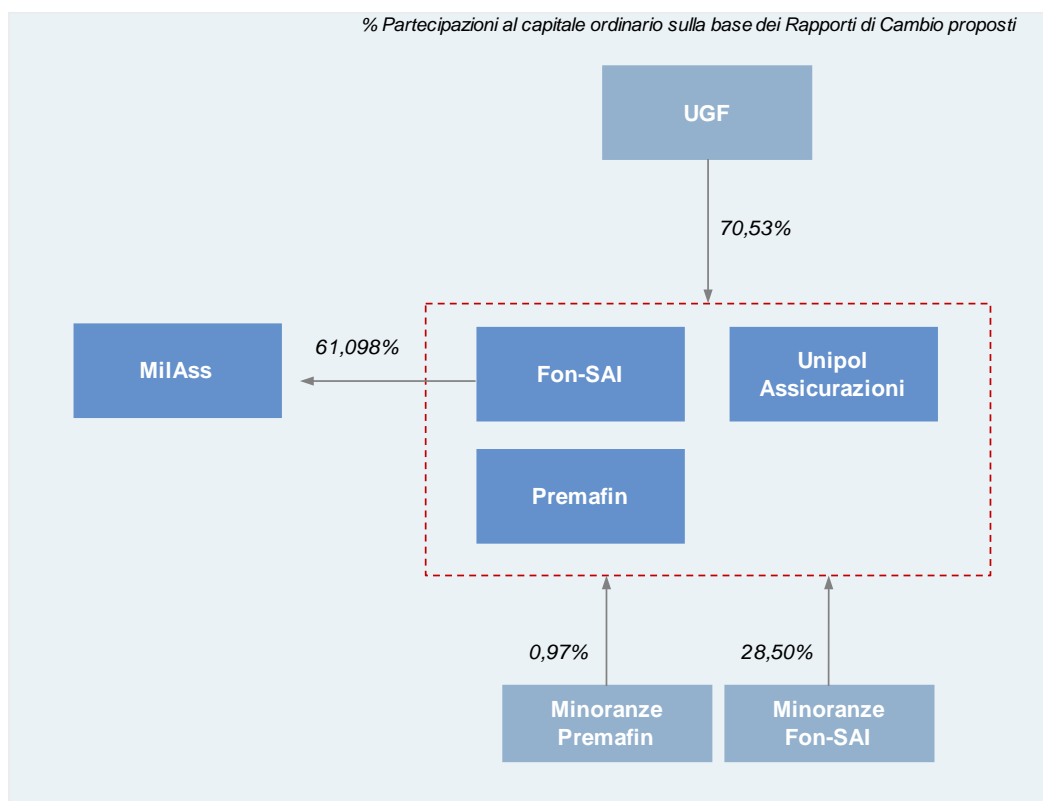 % Partecipazioni al capitale ordinario sulla base dei Rapporti di Cambio proposti
UGF
70,53%
MilAss
61,098%
Fon-SAI
Unipol
Assicurazioni
Premafin
0,97%
28,50%
Minoranze
Premafin
Minoranze
Fon-SAI